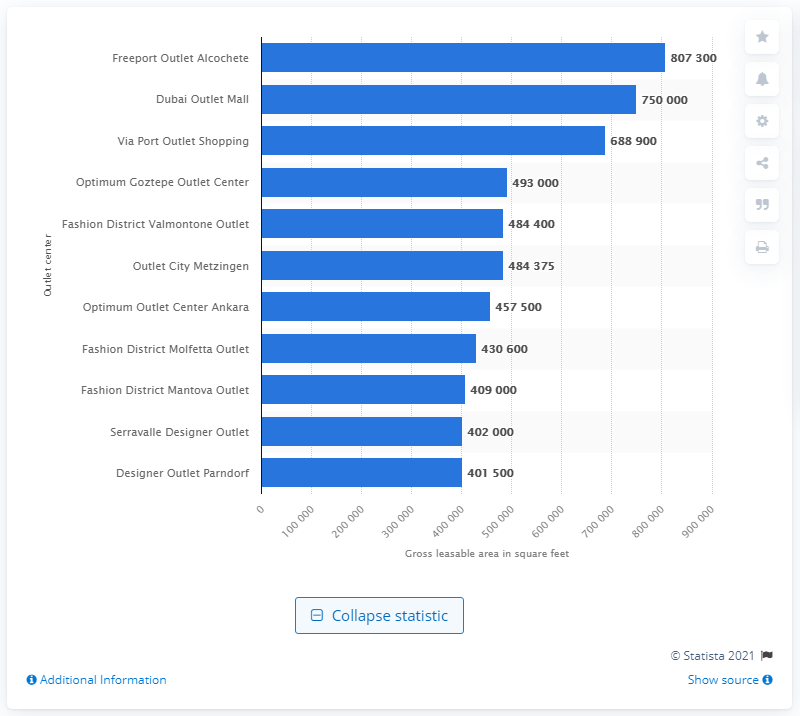 Freeport Outlet Alcochete 807 300
Dubai Outlet Mall 750 000
Via Port Outlet Shopping 688 900
Optimum Goztepe Outlet Center 493 000
Fashion District Valmontone Outlet 484 400
Outlet City Metzingen 484 375
Optimum Outlet Center Ankara 457 500
Fashion District Molfetta Outlet 430 600
Fashion District Mantova Outlet 409 000
Serravalle Designer Outlet 402 000
Designer Outlet Parndorf 401 500
Outlet center
0 100 000 200 000 300 000 400 000 500 000 600 000 700 000 800 000 900 000
Gross leasable area in square feet
Collapse statistic
© Statista 2021
Additional Information Show source